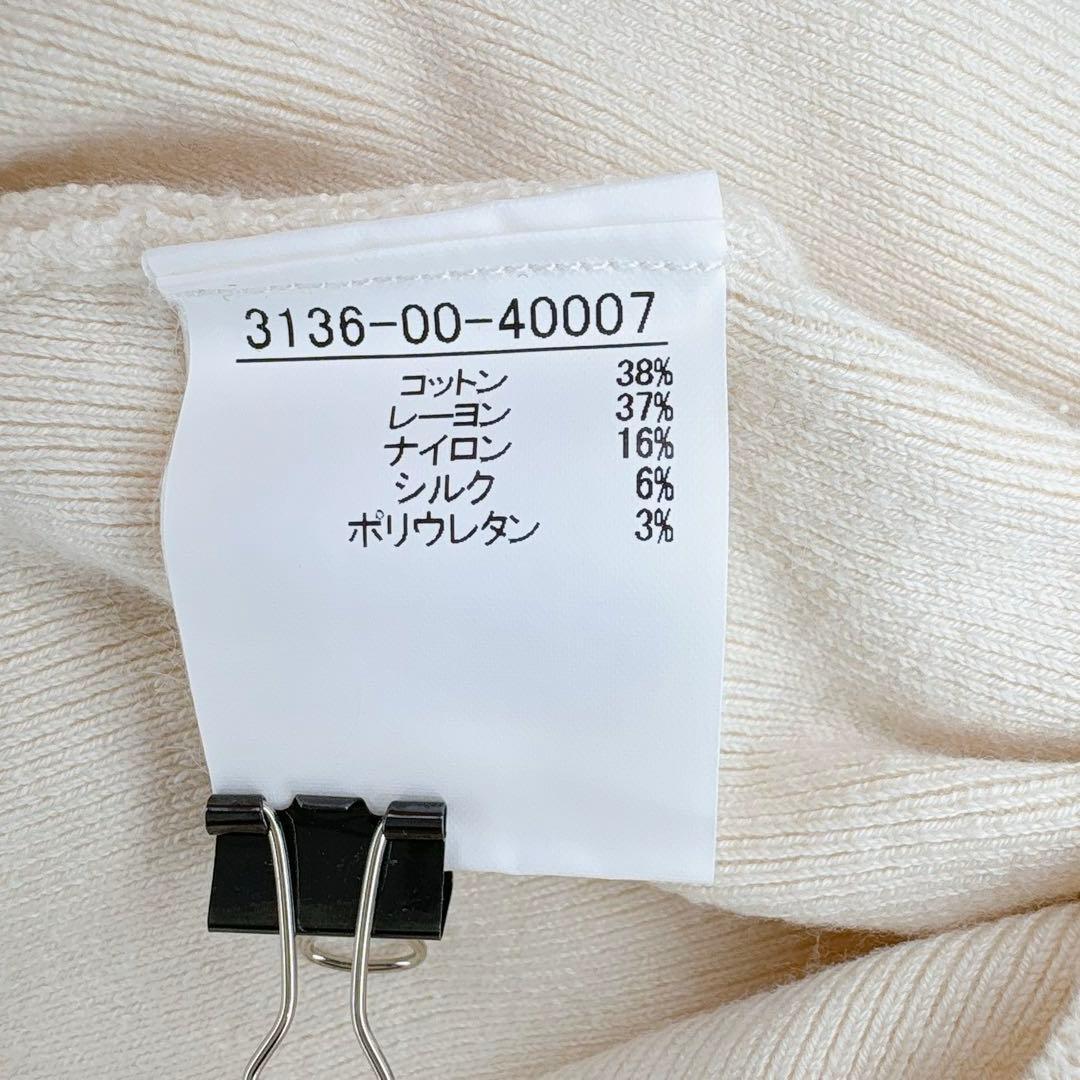 3136-00-40007
コットン 38%
レーヨン 37%
ナイロン 16%
シルク 6%
ポリウレタン 3%